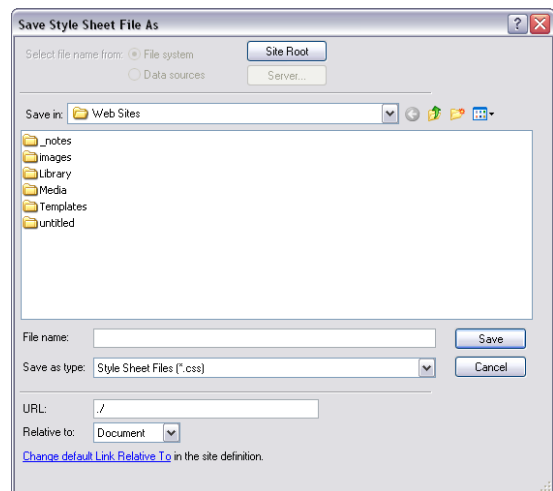 Save Style Sheet File As
Select file name from: File system
Site Root
Data sources
Server...
Save in: Web Sites
_notes
images
Library
Media
Templates
untitled
File name:
Save
Save as type: Style Sheet Files (*.css)
Cancel
URL: ./
Relative to: Document
Change default Link Relative To in the site definition.